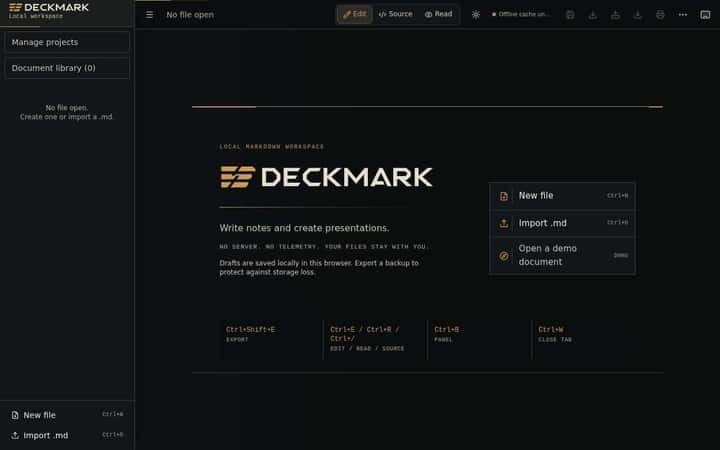 DECKMARK
Local workspace
Manage projects
Document library (0)
No file open.
Create one or import a .md.
New file Ctrl+N
Import .md Ctrl+O
No file open
Edit
Source
Read
Offline cache un...
LOCAL MARKDOWN WORKSPACE
DECKMARK
Write notes and create presentations.
NO SERVER. NO TELEMETRY. YOUR FILES STAY WITH YOU.
Drafts are saved locally in this browser. Export a backup to
protect against storage loss.
New file Ctrl+N
Import .md Ctrl+O
Open a demo
document
DEMO
Ctrl+Shift+E
EXPORT
Ctrl+E / Ctrl+R /
Ctrl+/
EDIT / READ / SOURCE
Ctrl+B
PANEL
Ctrl+W
CLOSE TAB